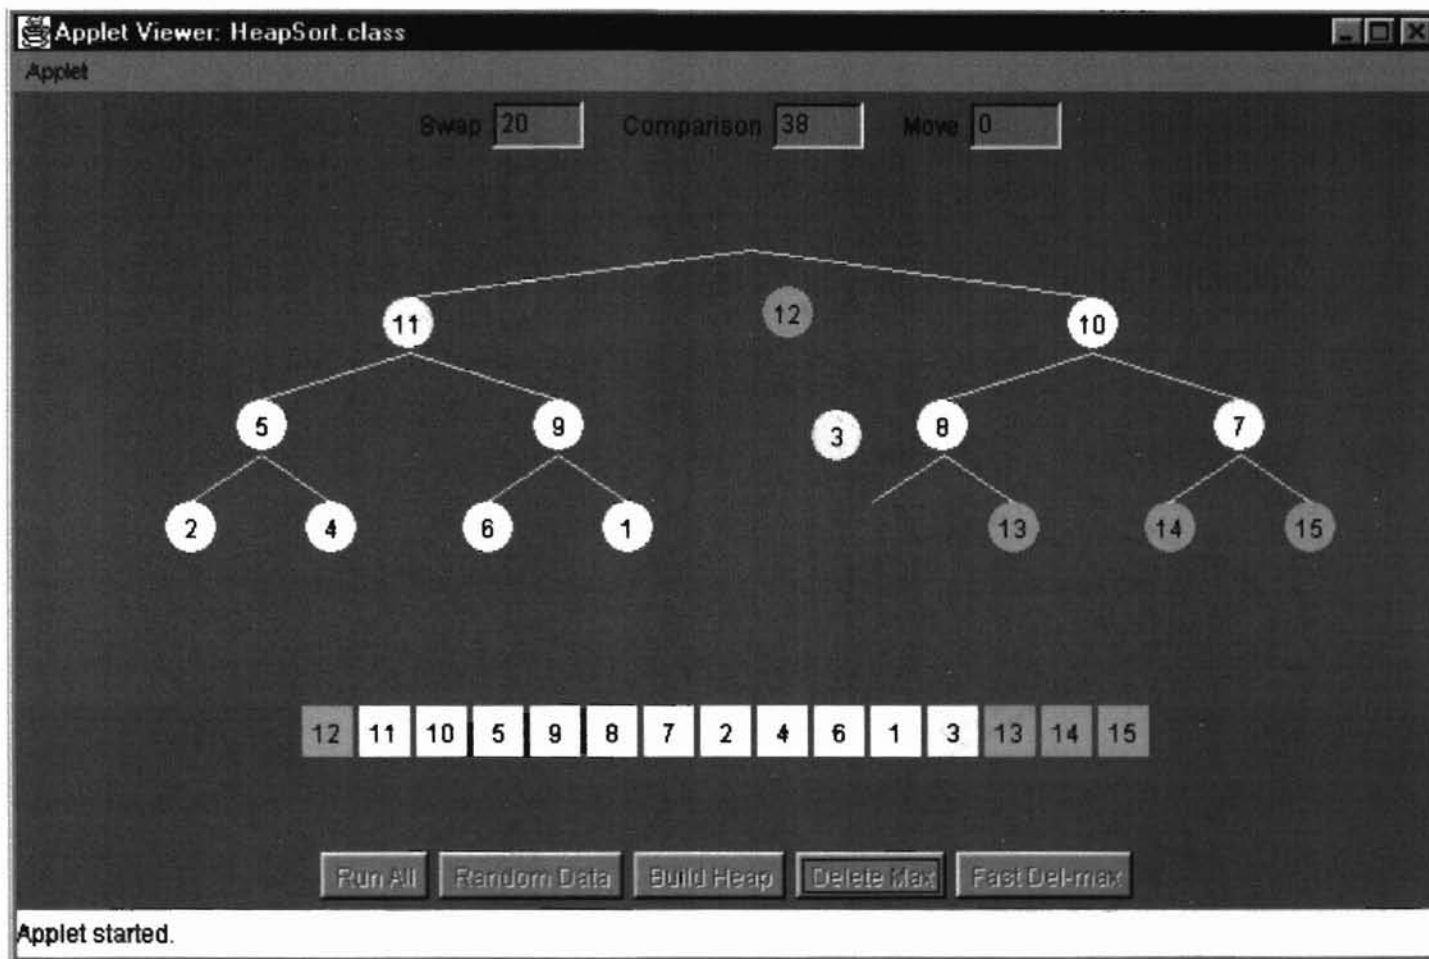 Applet Viewer: HeapSort.class
Applet
Swap 20 Comparison 38 Move 0
12
11 10
5 9 3 8 7
2 4 6 1 13 14 15
12 11 10 5 9 8 7 2 4 6 1 3 13 14 15
Run All Random Data Build Heap Delete Max Fast Del-max
Applet started.